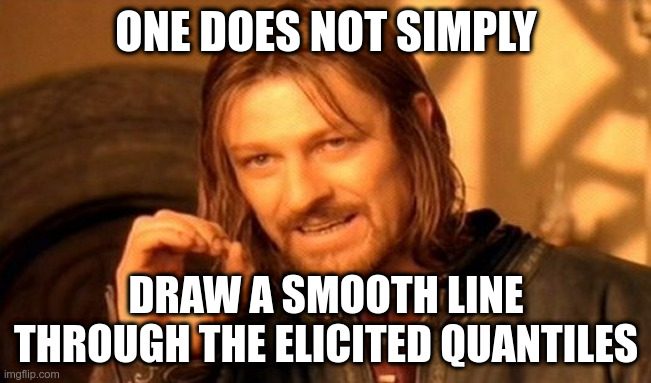 ONE DOES NOT SIMPLY
DRAW A SMOOTH LINE
THROUGH THE ELICITED QUANTILES
imgflip.com